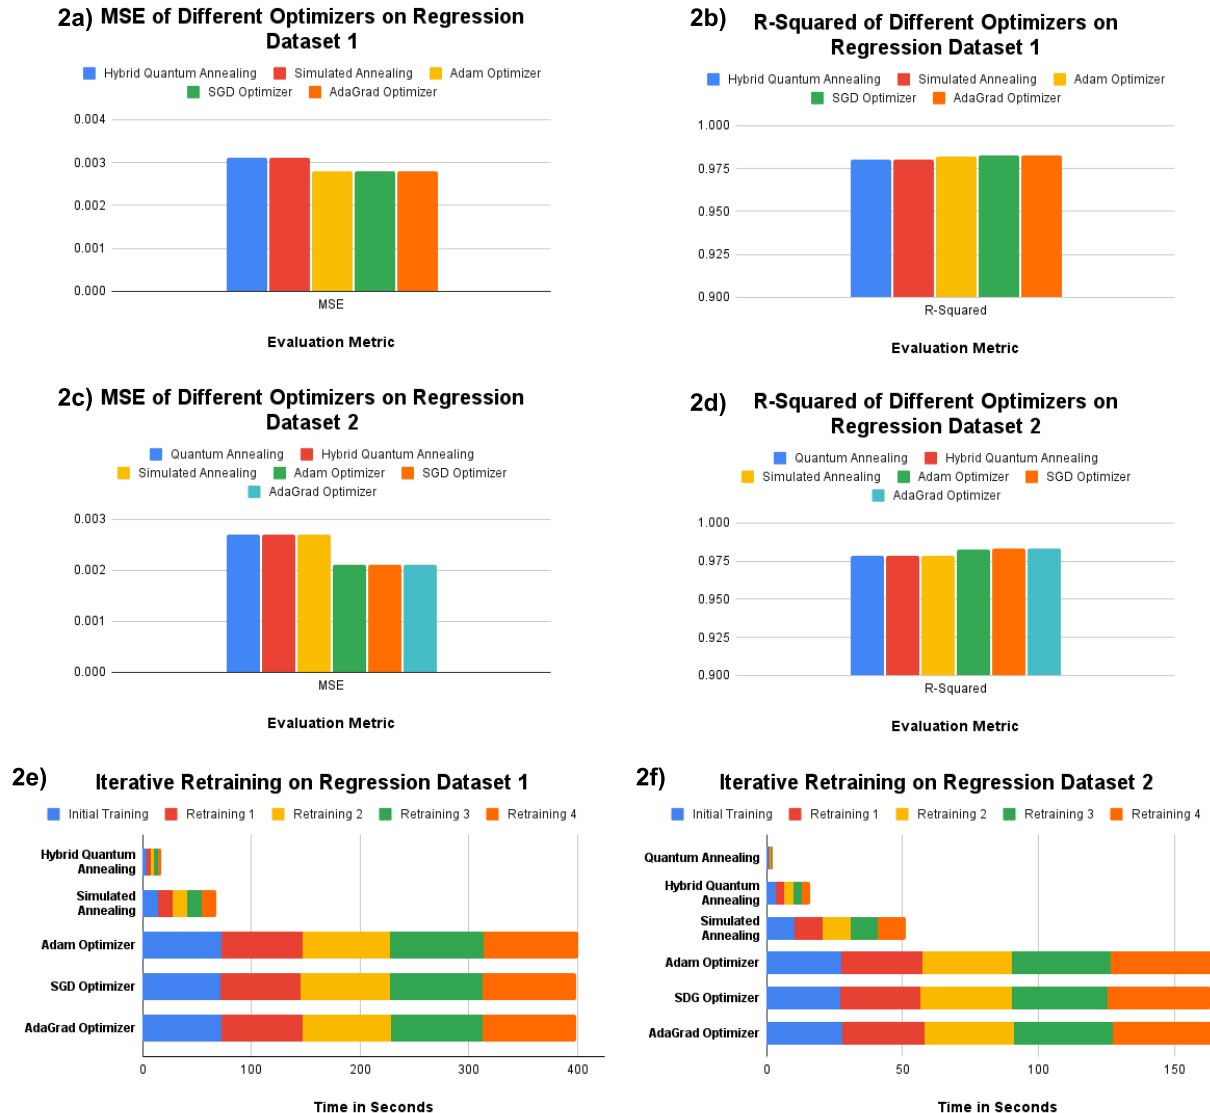 2a) MSE of Different Optimizers on Regression
Dataset 1
Hybrid Quantum Annealing Simulated Annealing Adam Optimizer
SGD Optimizer AdaGrad Optimizer
0.004
0.003
0.002
0.001
0.000
MSE
Evaluation Metric
2b) R-Squared of Different Optimizers on
Regression Dataset 1
Hybrid Quantum Annealing Simulated Annealing Adam Optimizer
SGD Optimizer AdaGrad Optimizer
1.000
0.975
0.950
0.925
0.900
R-Squared
Evaluation Metric
2c) MSE of Different Optimizers on Regression
Dataset 2
Quantum Annealing Hybrid Quantum Annealing
Simulated Annealing Adam Optimizer SGD Optimizer
AdaGrad Optimizer
0.003
0.002
0.001
0.000
MSE
Evaluation Metric
2d) R-Squared of Different Optimizers on
Regression Dataset 2
Quantum Annealing Hybrid Quantum Annealing
Simulated Annealing Adam Optimizer SGD Optimizer
AdaGrad Optimizer
1.000
0.975
0.950
0.925
0.900
R-Squared
Evaluation Metric
2e) Iterative Retraining on Regression Dataset 1
Initial Training Retraining 1 Retraining 2 Retraining 3 Retraining 4
Hybrid Quantum
Annealing
Simulated
Annealing
Adam Optimizer
SGD Optimizer
AdaGrad Optimizer
0 100 200 300 400
Time in Seconds
2f) Iterative Retraining on Regression Dataset 2
Initial Training Retraining 1 Retraining 2 Retraining 3 Retraining 4
Quantum Annealing
Hybrid Quantum
Annealing
Simulated
Annealing
Adam Optimizer
SDG Optimizer
AdaGrad Optimizer
0 50 100 150
Time in Seconds